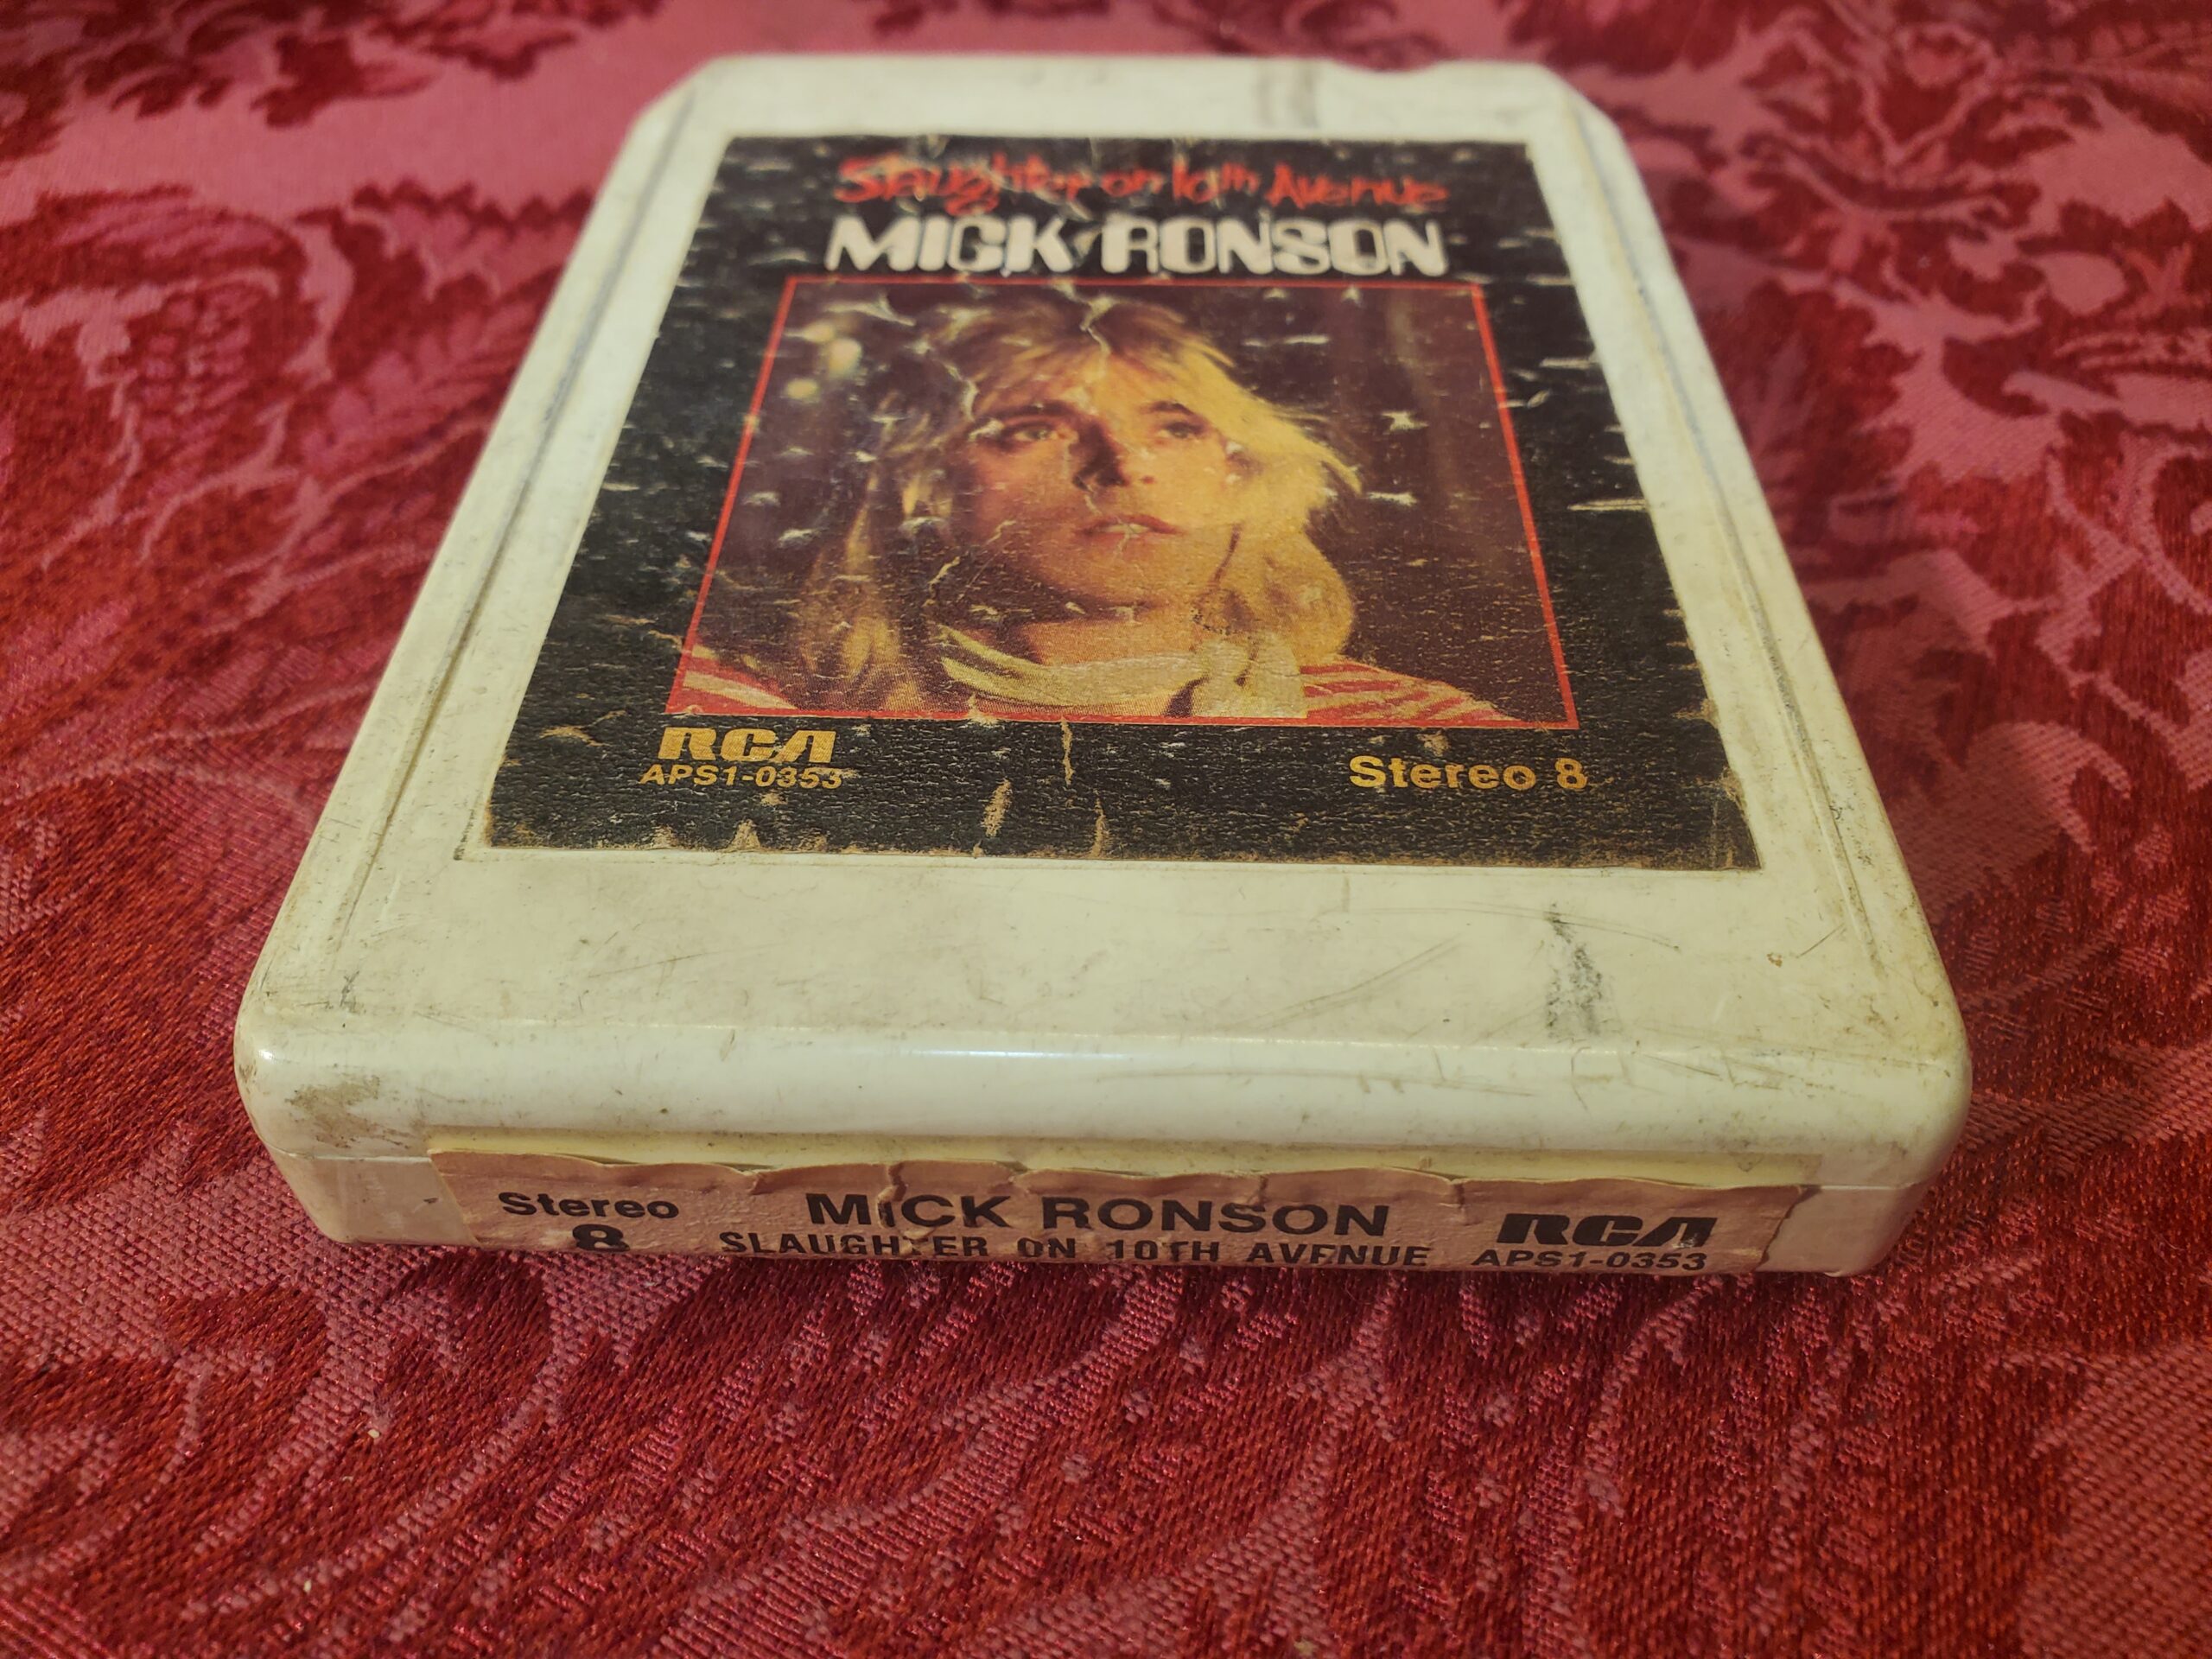 Slaughter on 10th Avenue
MICK RONSON
RCA
APS1-0353
Stereo 8
Stereo
8
MICK RONSON
SLAUGHTER ON 10TH AVENUE
RCA
APS1-0353